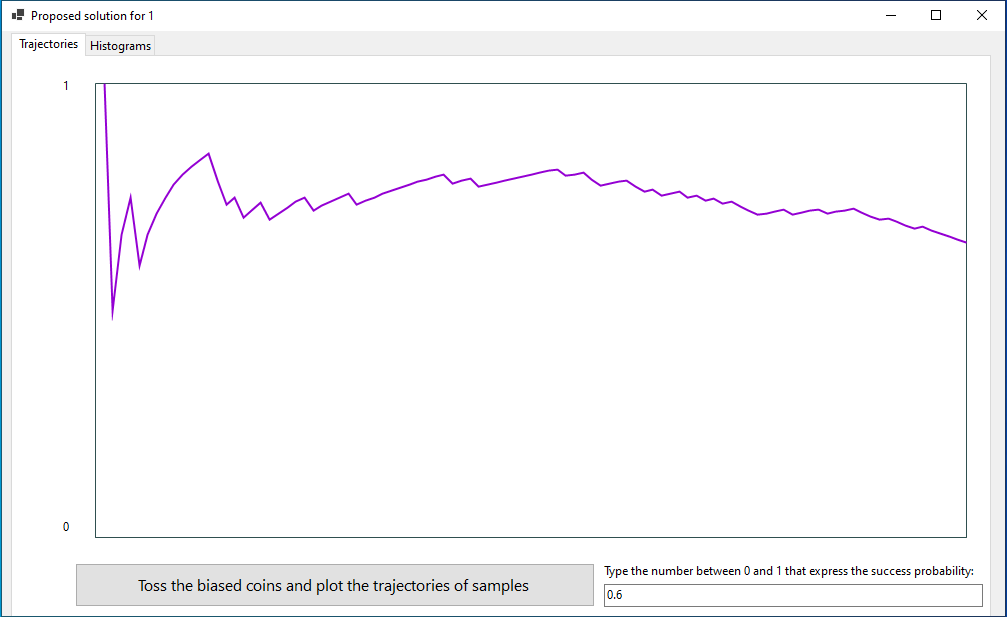 Proposed solution for 1
Trajectories Histograms
1
0
Toss the biased coins and plot the trajectories of samples
Type the number between 0 and 1 that express the success probability:
0.6